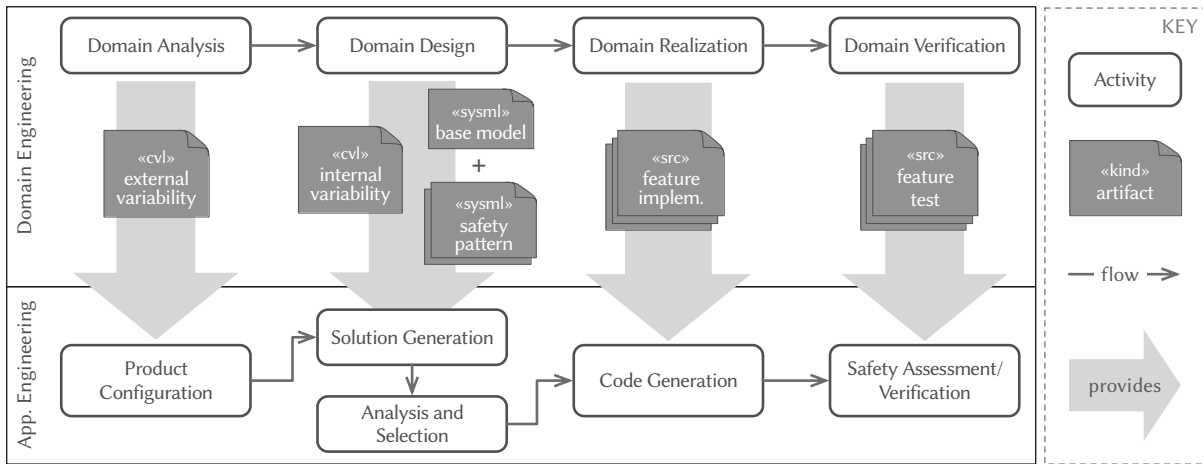 Domain Engineering
Domain Analysis
Domain Design
Domain Realization
Domain Verification
«cvl»
external
variability
«cvl»
internal
variability
«sysml»
base model
+
«sysml»
safety
pattern
«src»
feature
implem.
«src»
feature
test
App. Engineering
Product
Configuration
Solution Generation
Analysis and
Selection
Code Generation
Safety Assessment/
Verification
KEY
Activity
«kind»
artifact
flow
provides